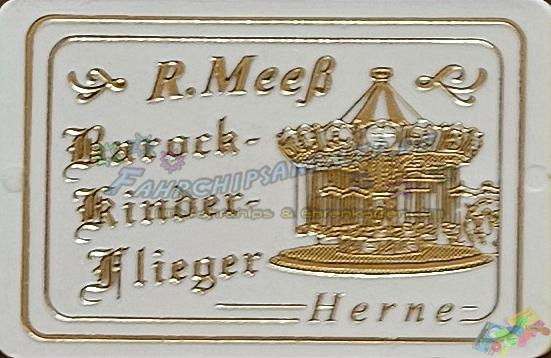 R. Meeß
Barock-
Kinder-
Flieger
Herne